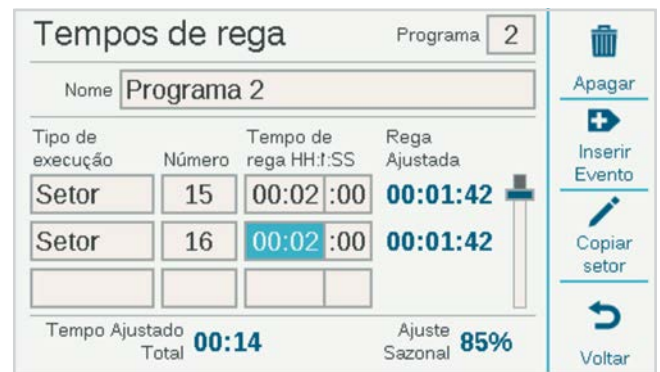 Tempos de rega
Programa 2
Nome Programa 2
Tipo de execução
Número
Tempo de rega HH:M:SS
Rega Ajustada
Setor 15 00:02 :00 00:01:42
Setor 16 00:02 :00 00:01:42
Tempo Ajustado Total 00:14
Ajuste Sazonal 85%
Apagar
Inserir
Evento
Copiar
setor
Voltar